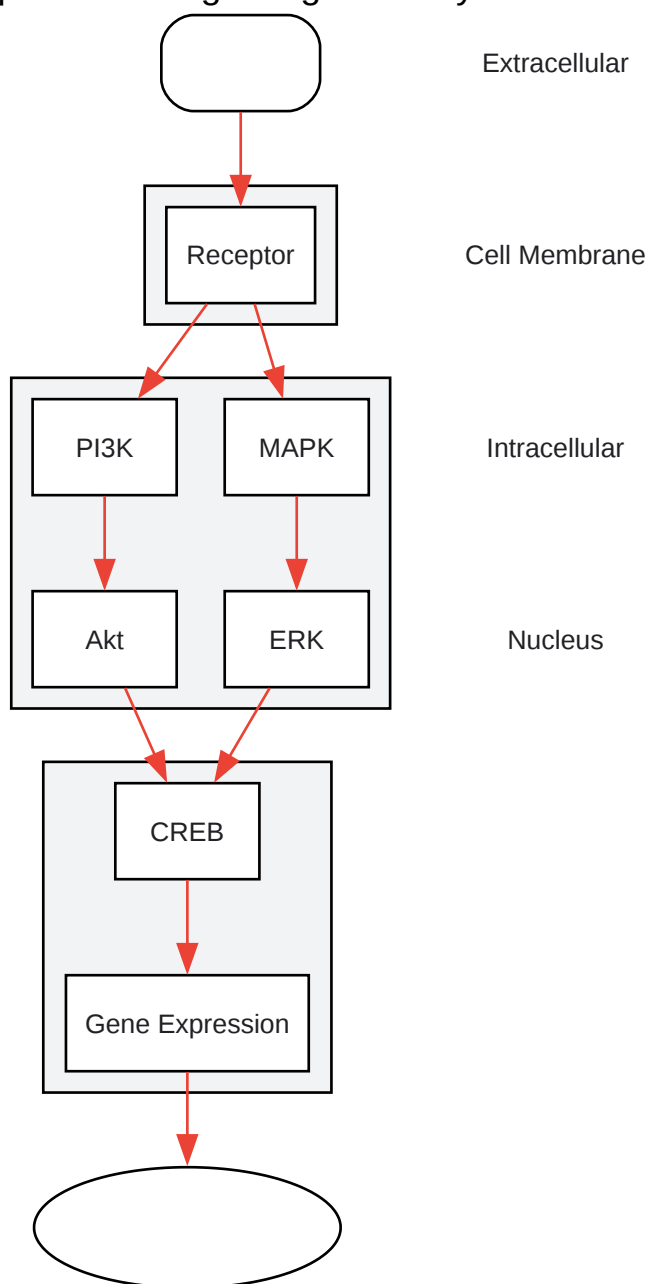 Extracellular
Receptor
Cell Membrane
PI3K
MAPK
Intracellular
Akt
ERK
Nucleus
CREB
Gene Expression